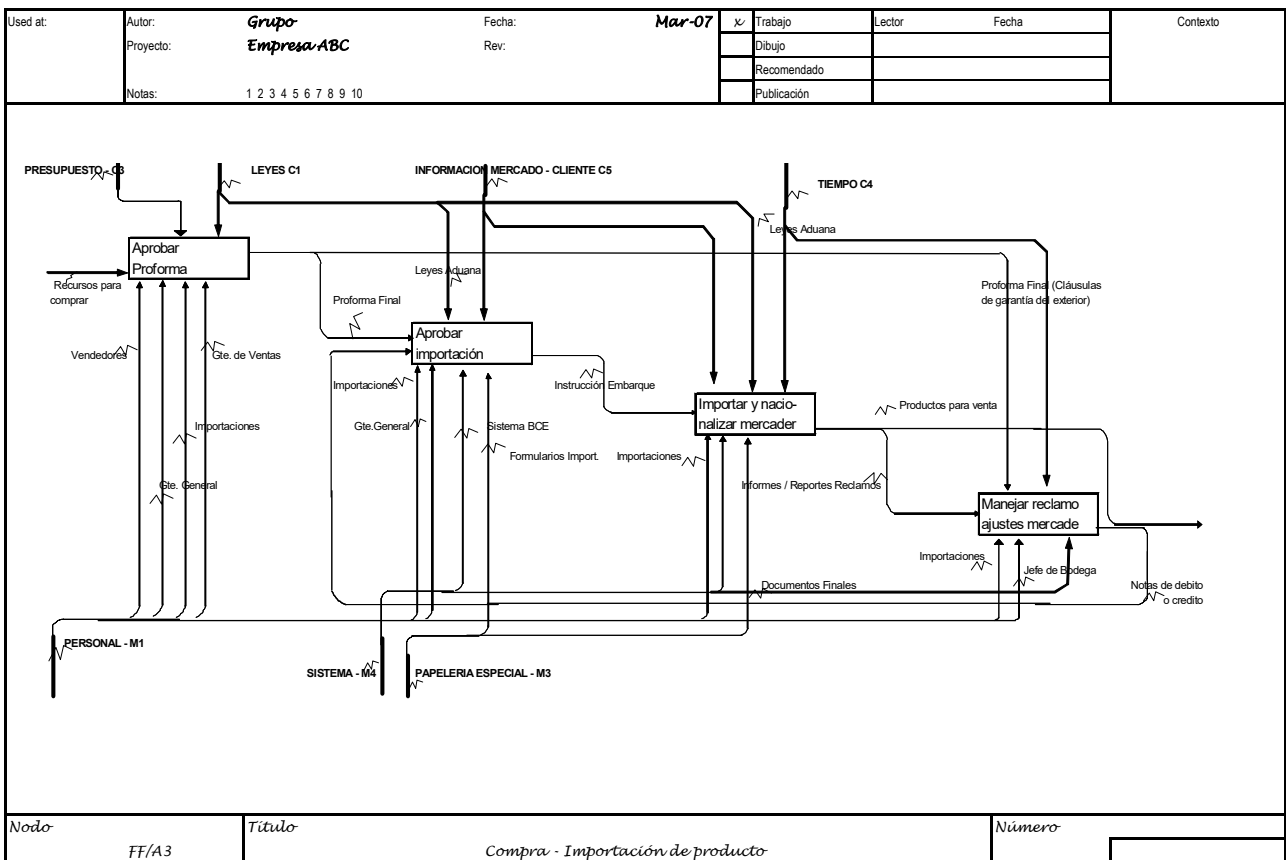 Used at:
Autor: Grupo Fecha: Mar-07 x Trabajo Lector Fecha Contexto
Proyecto: Empresa ABC Rev: Dibujo
Recomendado
Notas: 1 2 3 4 5 6 7 8 9 10 Publicación
PRESUPUESTO - C3
LEYES C1
INFORMACION MERCADO - CLIENTE C5
TIEMPO C4
Leyes Aduana
Aprobar
Proforma
Recursos para
comprar
Leyes Aduana
Proforma Final (Cláusulas
de garantía del exterior)
Proforma Final
Aprobar
importación
Vendedores
Gte. de Ventas
Importaciones
Instrucción Embarque
Importar y nacio-
nalizar mercader
Productos para venta
Importaciones
Gte.General
Sistema BCE
Formularios Import.
Importaciones
Gte. General
Informes / Reportes Reclamos
Manejar reclamo
ajustes mercade
Importaciones
Jefe de Bodega
Documentos Finales
Notas de debito
o credito
PERSONAL - M1
SISTEMA - M4
PAPELERIA ESPECIAL - M3
Nodo Título Número
FF/A3 Compra - Importación de producto